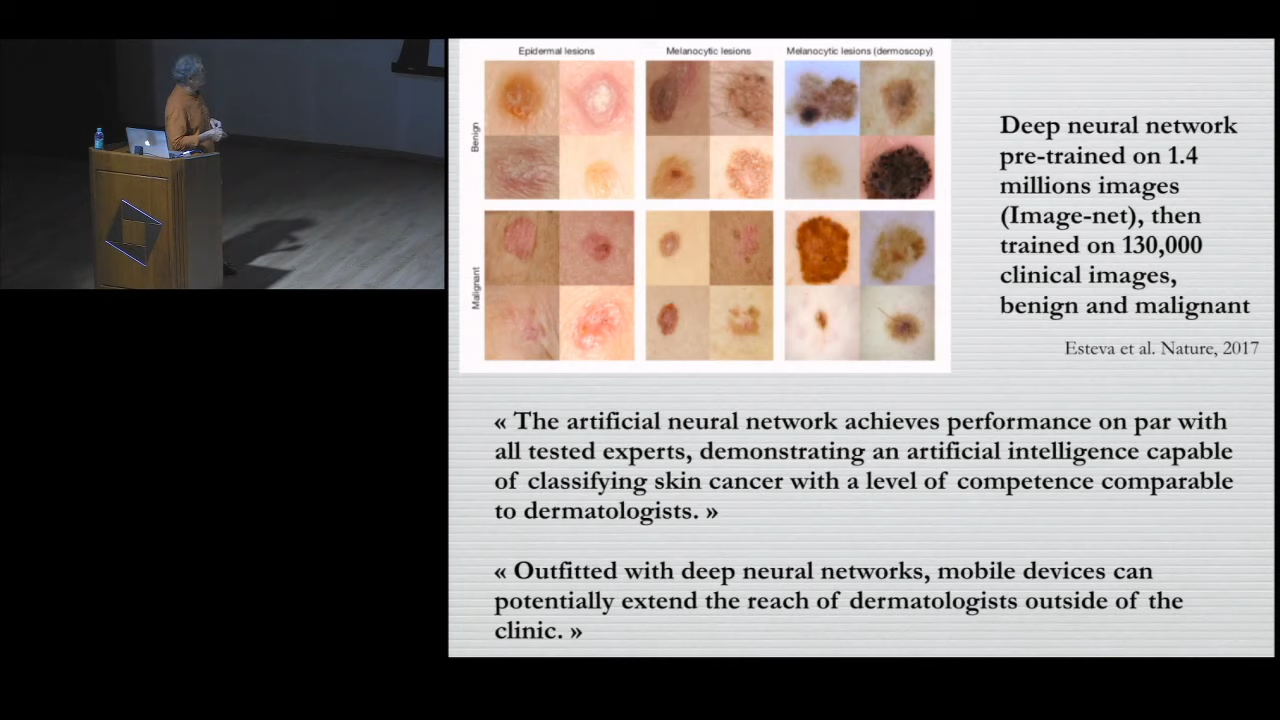 Epidermal lesions
Melanocytic lesions
Melanocytic lesions (dermoscopy)
Benign
Malignant
Deep neural network
pre-trained on 1.4
millions images
(Image-net), then
trained on 130,000
clinical images,
benign and malignant
Esteva et al. Nature, 2017
« The artificial neural network achieves performance on par with
all tested experts, demonstrating an artificial intelligence capable
of classifying skin cancer with a level of competence comparable
to dermatologists. »
« Outfitted with deep neural networks, mobile devices can
potentially extend the reach of dermatologists outside of the
clinic. »